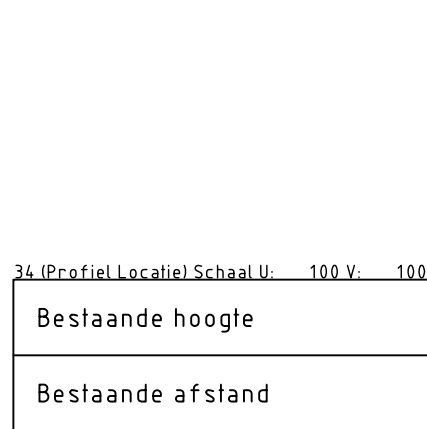 34 (Profiel Locatie) Schaal U: 100 V: 100
Bestaande hoogte
Bestaande afstand